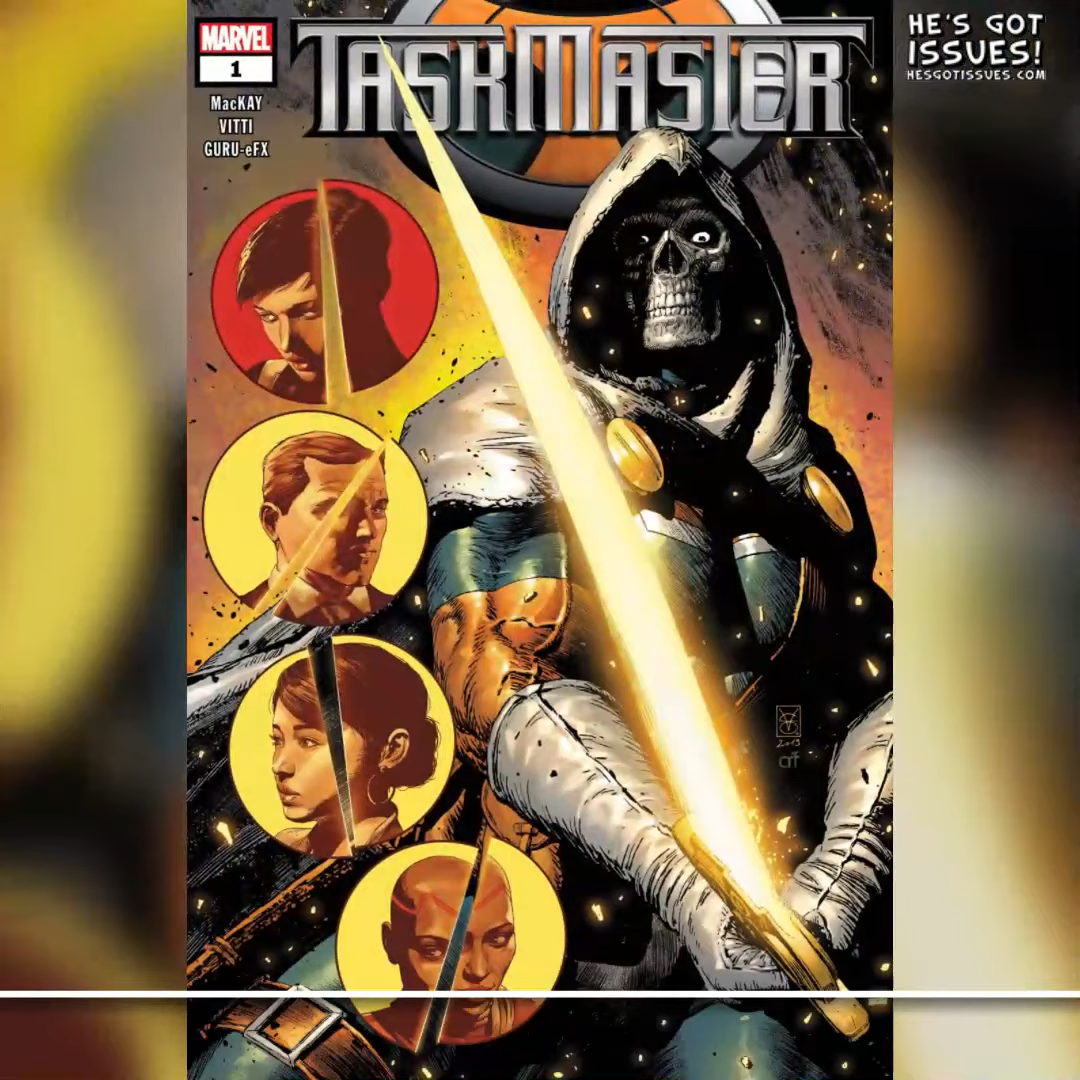 MARVEL
1
MacKAY
VITTI
GURU-eFX
TASKMASTER
HE'S GOT
ISSUES!
HESGOTISSUES.COM